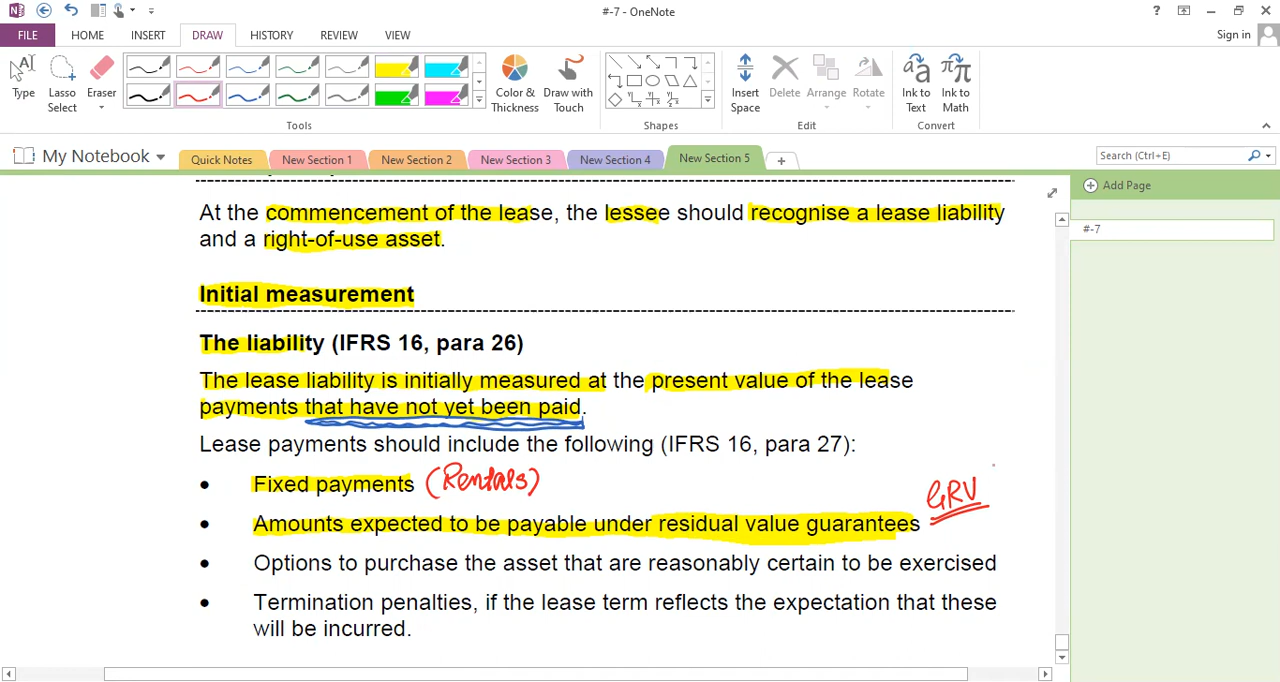 #-7 - OneNote
Sign in
FILE HOME INSERT DRAW HISTORY REVIEW VIEW
Type Lasso Select Eraser Color & Thickness Draw with Touch Insert Space Delete Arrange Rotate Ink to Text Ink to Math
Tools Shapes Edit Convert
My Notebook Quick Notes New Section 1 New Section 2 New Section 3 New Section 4 New Section 5 Search (Ctrl+E)
Add Page
#-7
At the commencement of the lease, the lessee should recognise a lease liability
and a right-of-use asset.
Initial measurement
The liability (IFRS 16, para 26)
The lease liability is initially measured at the present value of the lease
payments that have not yet been paid.
Lease payments should include the following (IFRS 16, para 27):
• Fixed payments (Rentals)
• Amounts expected to be payable under residual value guarantees GRV
• Options to purchase the asset that are reasonably certain to be exercised
• Termination penalties, if the lease term reflects the expectation that these
will be incurred.